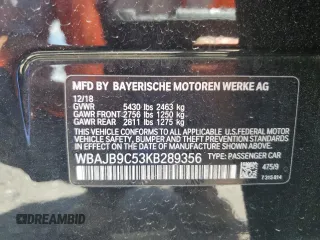 MFD BY BAYERISCHE MOTOREN WERKE AG
12/18
GVWR 5430 lbs 2463 kg
GAWR FRONT 2756 lbs 1250 kg
GAWR REAR 2811 lbs 1275 kg
THIS VEHICLE CONFORMS TO ALL APPLICABLE
FEDERAL MOTOR VEHICLE SAFETY,
BUMPER, AND THEFT PREVENTION STANDARDS
IN EFFECT ON THE DATE OF
MANUFACTURE SHOWN ABOVE.
WBAJB9C53KB289356 TYPE: PASSENGER CAR
475/9
DREAMBID